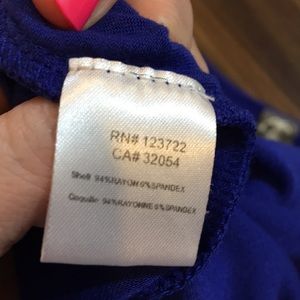 RN# 123722
CA# 32054
Shell: 94%RAYON 6%SPANDEX
Coquille: 94%RAYONNE 6%SPANDEX